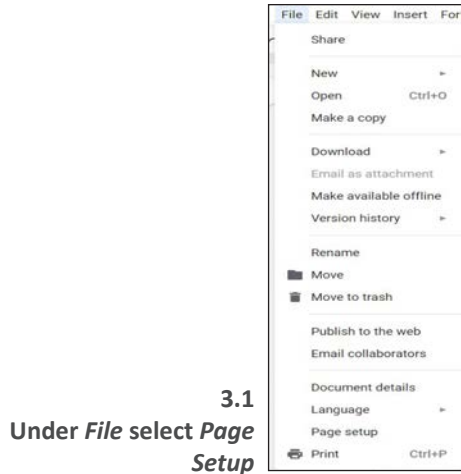 File Edit View Insert For
Share
New ►
Open Ctrl+O
Make a copy
Download ►
Email as attachment
Make available offline
Version history ►
Rename
Move
Move to trash
Publish to the web
Email collaborators
Document details
Language ►
Page setup
Print Ctrl+P
3.1
Under File select Page
Setup